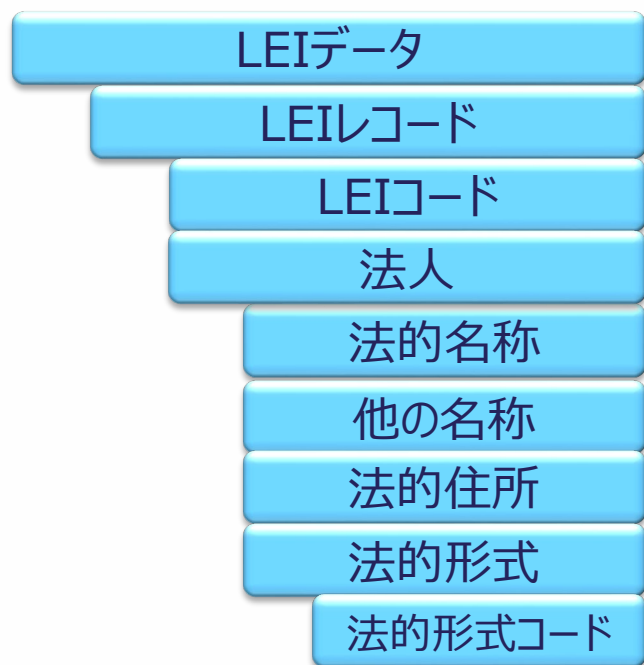 LEIデータ
LEIレコード
LEIコード
法人
法的名称
他の名称
法的住所
法的形式
法的形式コード